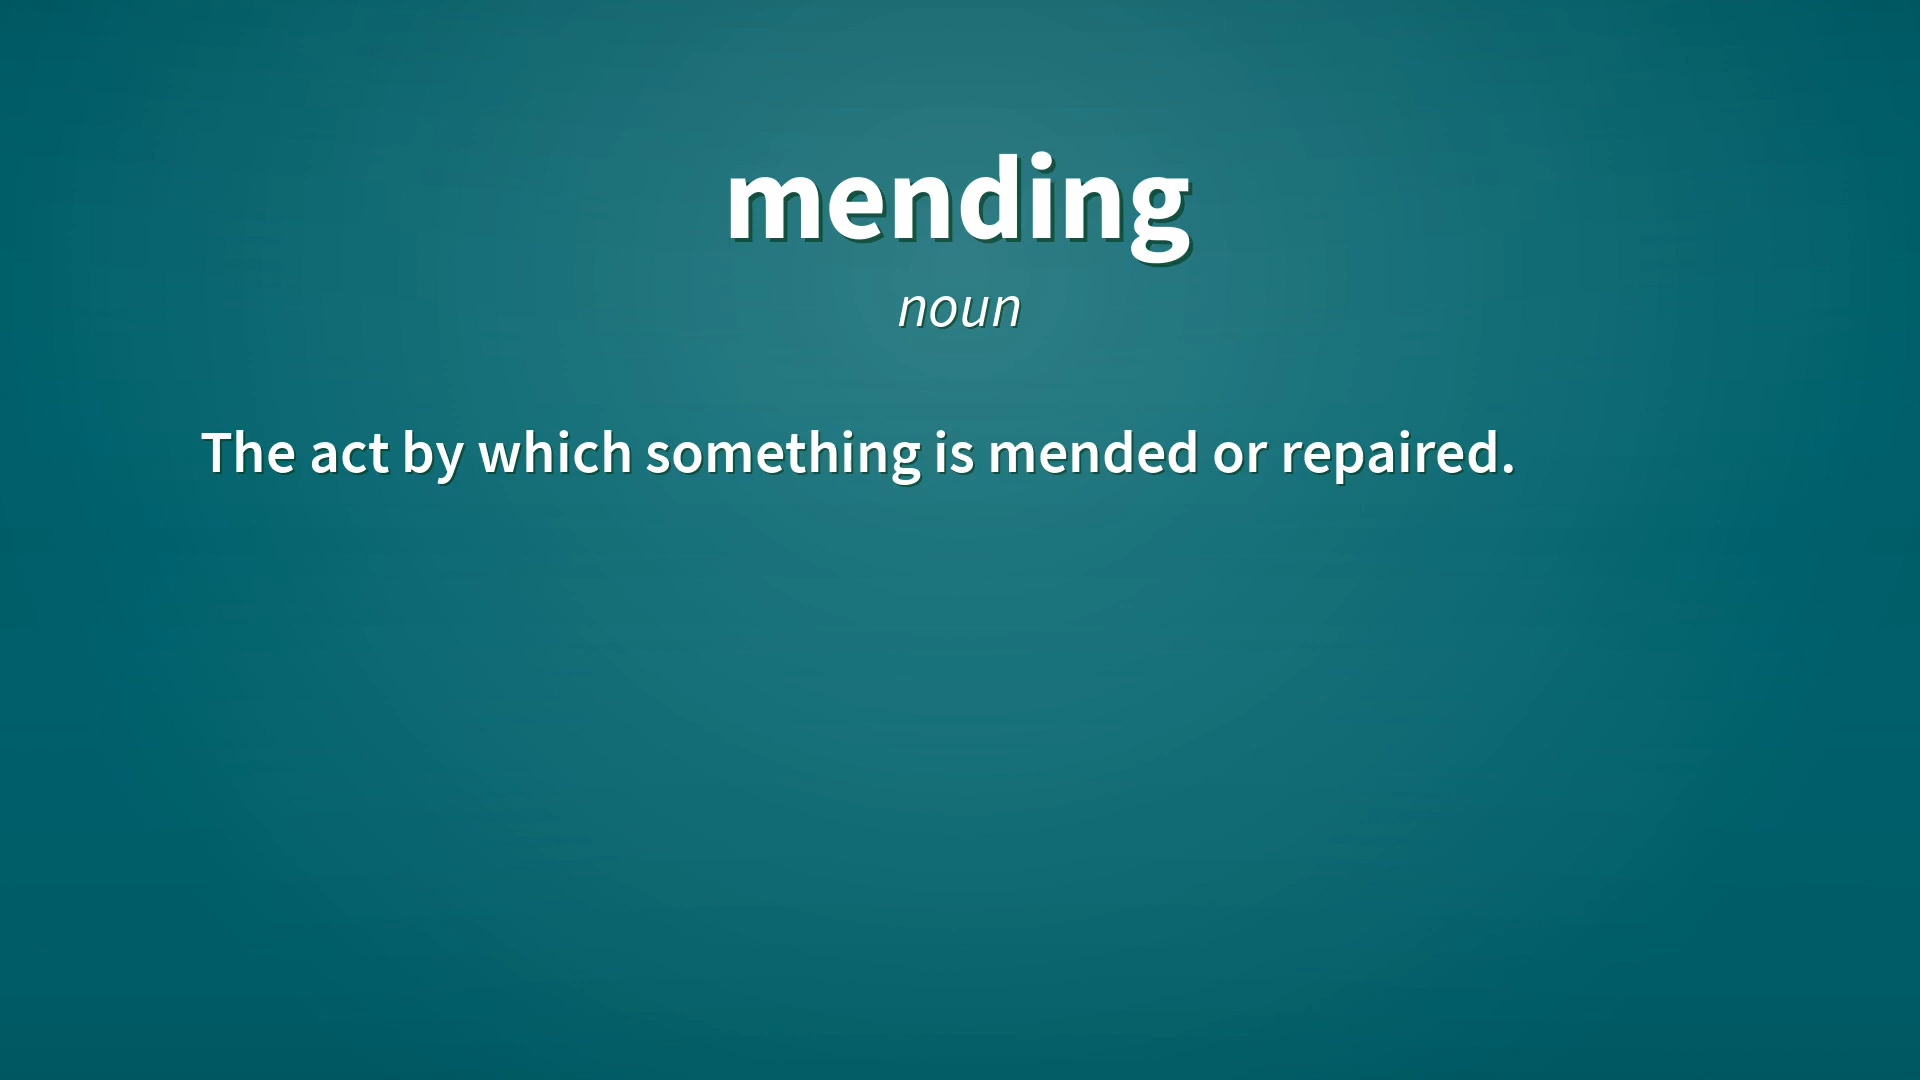 mending
noun
The act by which something is mended or repaired.